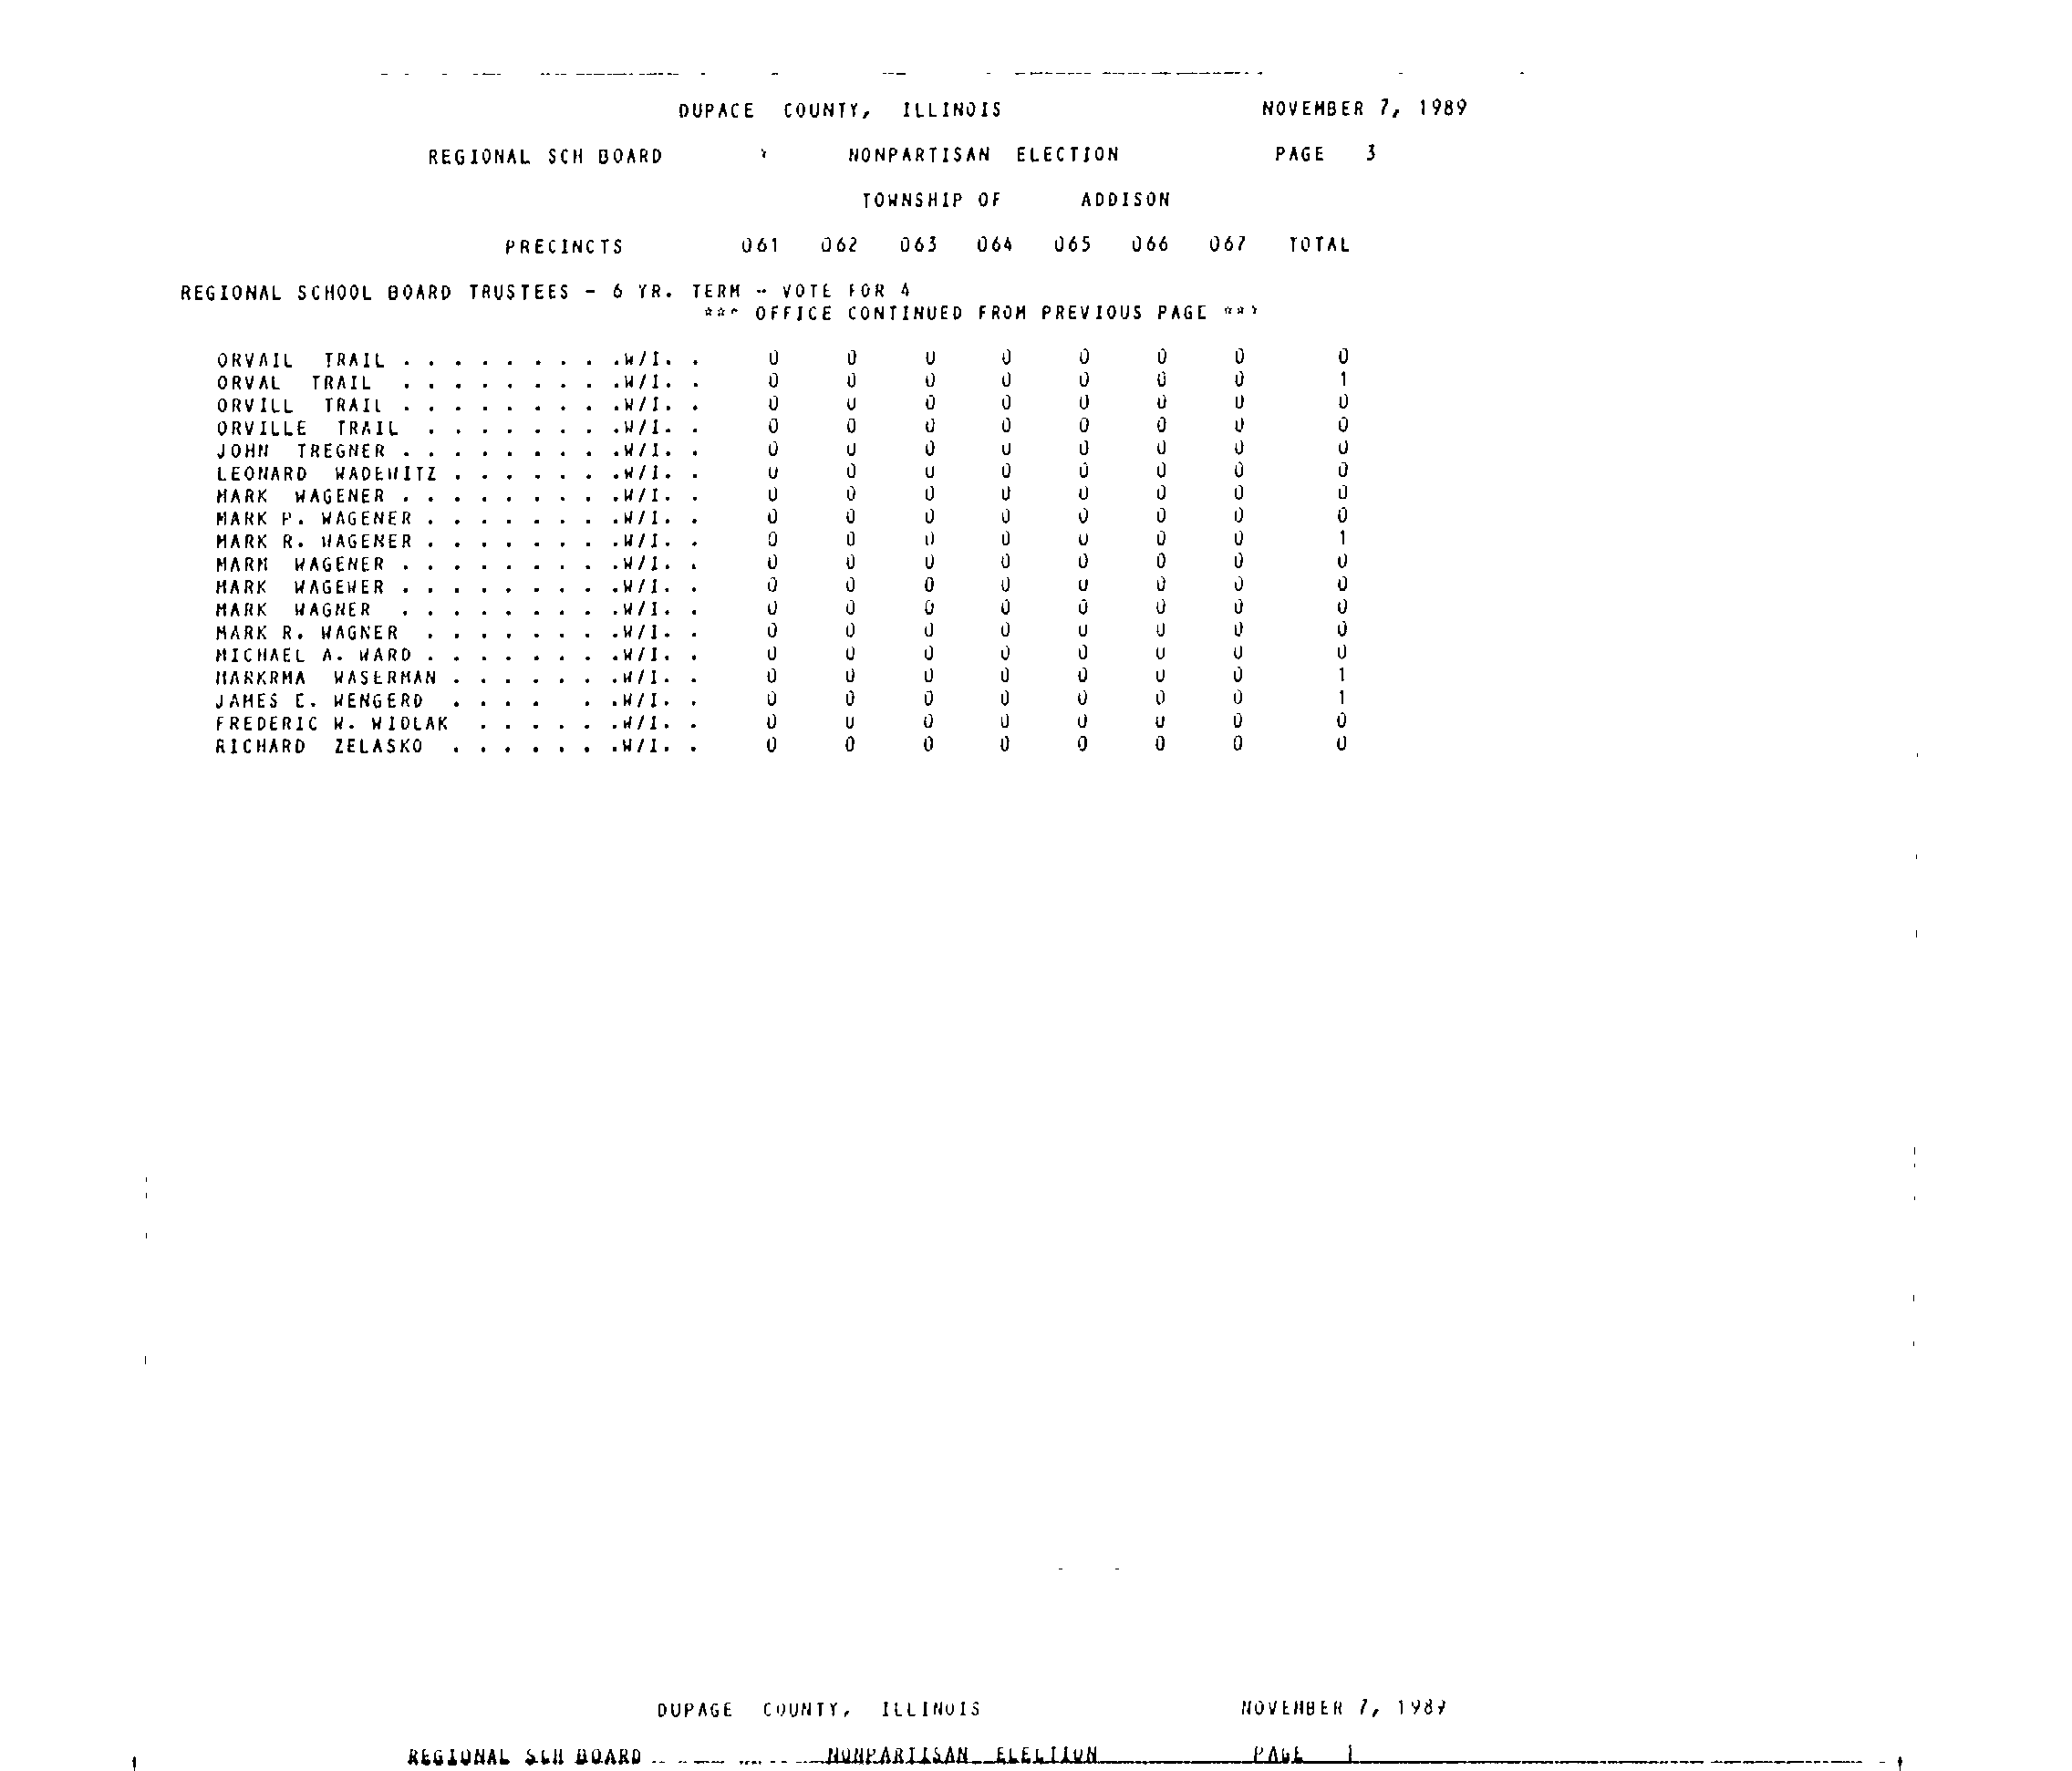 DUPAGE COUNTY, ILLINOIS NOVEMBER 7, 1989
REGIONAL SCH BOARD NONPARTISAN ELECTION PAGE 3
TOWNSHIP OF ADDISON
PRECINCTS 061 062 063 064 065 066 067 TOTAL
REGIONAL SCHOOL BOARD TRUSTEES - 6 YR. TERM - VOTE FOR 4
*** OFFICE CONTINUED FROM PREVIOUS PAGE ***
ORVAIL TRAIL . . . . . . . . .W/I. . 0 0 0 0 0 0 0 0
ORVAL TRAIL . . . . . . . . .W/I. . 0 0 0 0 0 0 0 1
ORVILL TRAIL . . . . . . . . .W/I. . 0 0 0 0 0 0 0 0
ORVILLE TRAIL . . . . . . . .W/I. . 0 0 0 0 0 0 0 0
JOHN TREGNER . . . . . . . . .W/I. . 0 0 0 0 0 0 0 0
LEONARD WADEWITZ . . . . . . .W/I. . 0 0 0 0 0 0 0 0
MARK WAGENER . . . . . . . . .W/I. . 0 0 0 0 0 0 0 0
MARK P. WAGENER . . . . . . . .W/I. . 0 0 0 0 0 0 0 0
MARK R. WAGENER . . . . . . . .W/I. . 0 0 0 0 0 0 0 1
MARM WAGENER . . . . . . . . .W/I. . 0 0 0 0 0 0 0 0
MARK WAGEWER . . . . . . . . .W/I. . 0 0 0 0 0 0 0 0
MARK WAGNER . . . . . . . . .W/I. . 0 0 0 0 0 0 0 0
MARK R. WAGNER . . . . . . . .W/I. . 0 0 0 0 0 0 0 0
MICHAEL A. WARD . . . . . . . .W/I. . 0 0 0 0 0 0 0 0
MARKRMA WASERMAN . . . . . . .W/I. . 0 0 0 0 0 0 0 1
JAMES E. WENGERD . . . . . .W/I. . 0 0 0 0 0 0 0 1
FREDERIC W. WIDLAK . . . . . .W/I. . 0 0 0 0 0 0 0 0
RICHARD ZELASKO . . . . . . .W/I. . 0 0 0 0 0 0 0 0
DUPAGE COUNTY, ILLINOIS NOVEMBER 7, 1989
REGIONAL SCH BOARD NONPARTISAN ELECTION PAGE 1